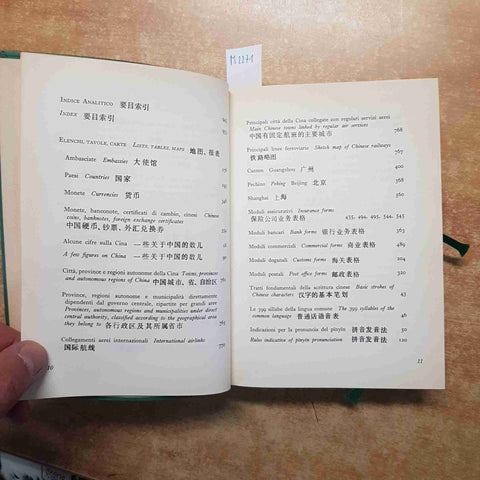 M2271
INDICE ANALITICO 要目索引
INDEX 要目索引
ELENCHI, TAVOLE, CARTE LISTS, TABLES, MAPS 地图、报表
Ambasciate Embassies 大使馆
Paesi Countries 国家
Monete Currencies 货币
Monete, banconote, certificati di cambio, cinesi Chinese
coins, banknotes, foreign exchange certificates
中国硬币,钞票、外汇兑换券
Alcune cifre sulla Cina —些关于中国的数儿
A few figures on China —些关于中国的数儿
Città, province e regioni autonome della Cina Towns, provinces
and autonomous regions of China 中国城市、省、自治区
Province, regioni autonome e municipalità direttamente
dipendenti dal governo centrale, ripartite per grandi aree
Provinces, autonomous regions and municipalities under direct
central authority, classified according to the geographical area
they belong to 各行政区及其所属省市
Collegamenti aerei internazionali International airlinks
国际航线 770
10
Principali città della Cina collegate con regolari servizi aerei
Main Chinese towns linked by regular air services
中国有固定航班的主要城市 768
Principali linee ferroviarie Sketch map of Chinese railways
铁路略图 767
Canton Guangzhou 广州 400
Pechino Peking Beijing 北京
Shanghai 上海
Moduli assicurativi Insurance forms
保险公司业务表格 435, 494, 495, 544, 545
Moduli bancari Bank forms 银行业务表格
Moduli commerciali Commercial forms 商业表格
Moduli doganali Customs forms 海关表格
Moduli postali Post office forms 邮政表格
Tratti fondamentali della scrittura cinese Basic strokes of
Chinese characters 汉字的基本笔划
Le 399 sillabe della lingua comune The 399 syllables of the
common language 普通话语音表
Indicazioni per la pronuncia del pinyin 拼音发音法 50
Rules indicative of pinyin pronunciation 拼音发音法 120
11